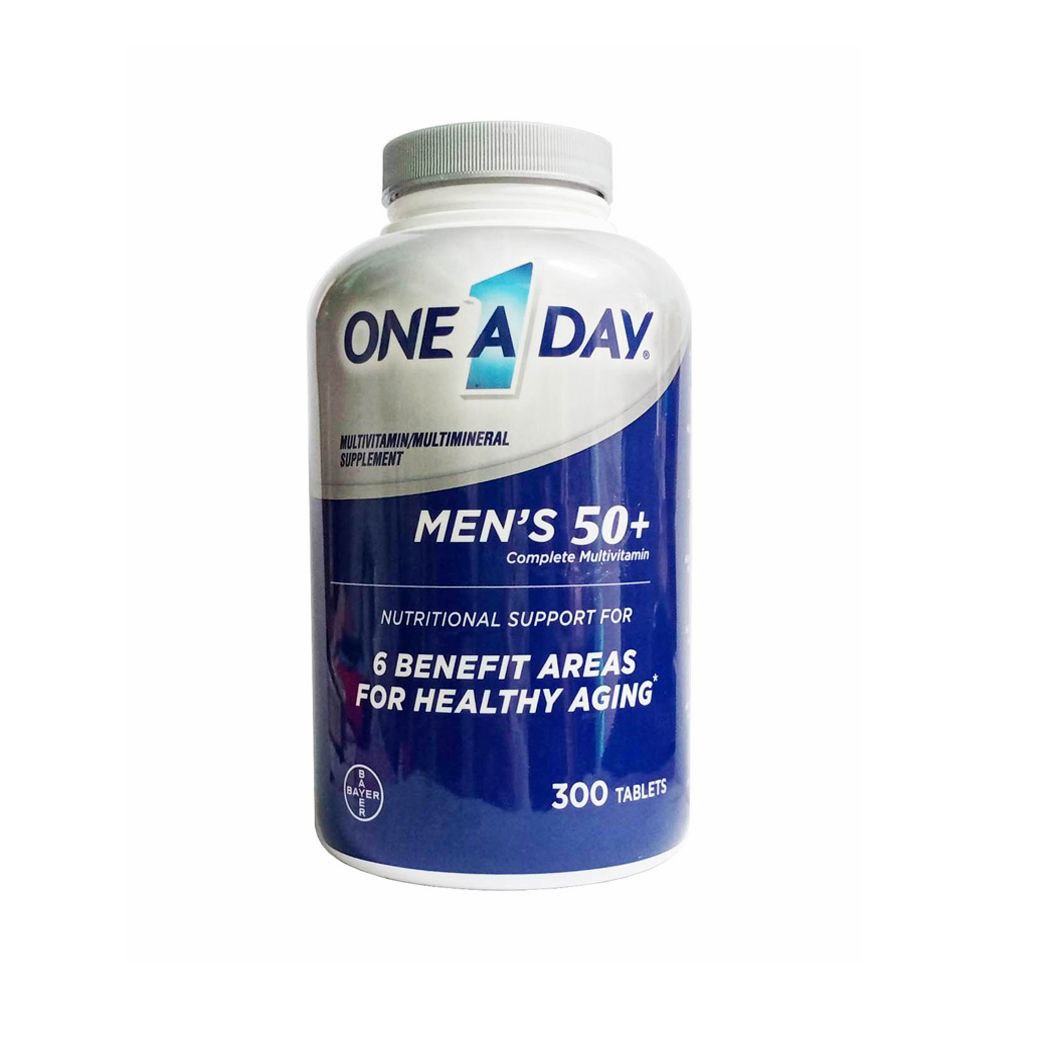 ONE A DAY®
MULTIVITAMIN/MULTIMINERAL
SUPPLEMENT
MEN'S 50+
Complete Multivitamin
NUTRITIONAL SUPPORT FOR
6 BENEFIT AREAS
FOR HEALTHY AGING*
BAYER
BAYER
300 TABLETS